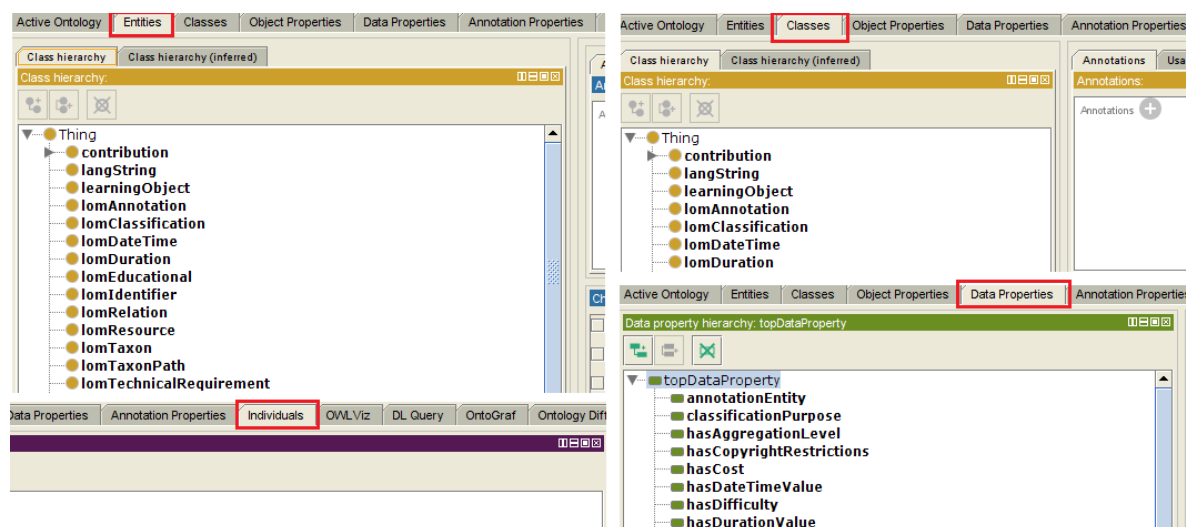 Active Ontology Entities Classes Object Properties Data Properties Annotation Properties
Class hierarchy Class hierarchy (inferred)
Class hierarchy:
Thing
contribution
langString
learningObject
lomAnnotation
lomClassification
lomDateTime
lomDuration
lomEducational
lomIdentifier
lomRelation
lomResource
lomTaxon
lomTaxonPath
lomTechnicalRequirement
Active Ontology Entities Classes Object Properties Data Properties Annotation Properties
Class hierarchy Class hierarchy (inferred)
Annotations Usa
Class hierarchy:
Annotations:
Annotations
Thing
contribution
langString
learningObject
lomAnnotation
lomClassification
lomDateTime
lomDuration
Data Properties Annotation Properties Individuals OWLViz DL Query OntoGraf Ontology Diff
Active Ontology Entities Classes Object Properties Data Properties Annotation Properties
Data property hierarchy: topDataProperty
topDataProperty
annotationEntity
classificationPurpose
hasAggregationLevel
hasCopyrightRestrictions
hasCost
hasDateTimeValue
hasDifficulty
hasDurationValue